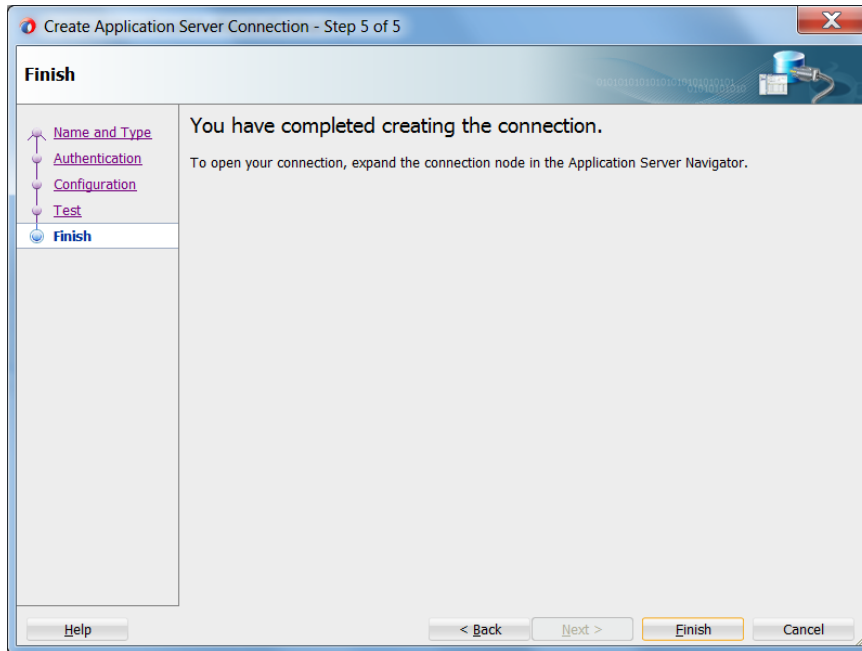 Create Application Server Connection - Step 5 of 5
Finish
Name and Type
Authentication
Configuration
Test
Finish
You have completed creating the connection.
To open your connection, expand the connection node in the Application Server Navigator.
Help
< Back
Next >
Finish
Cancel